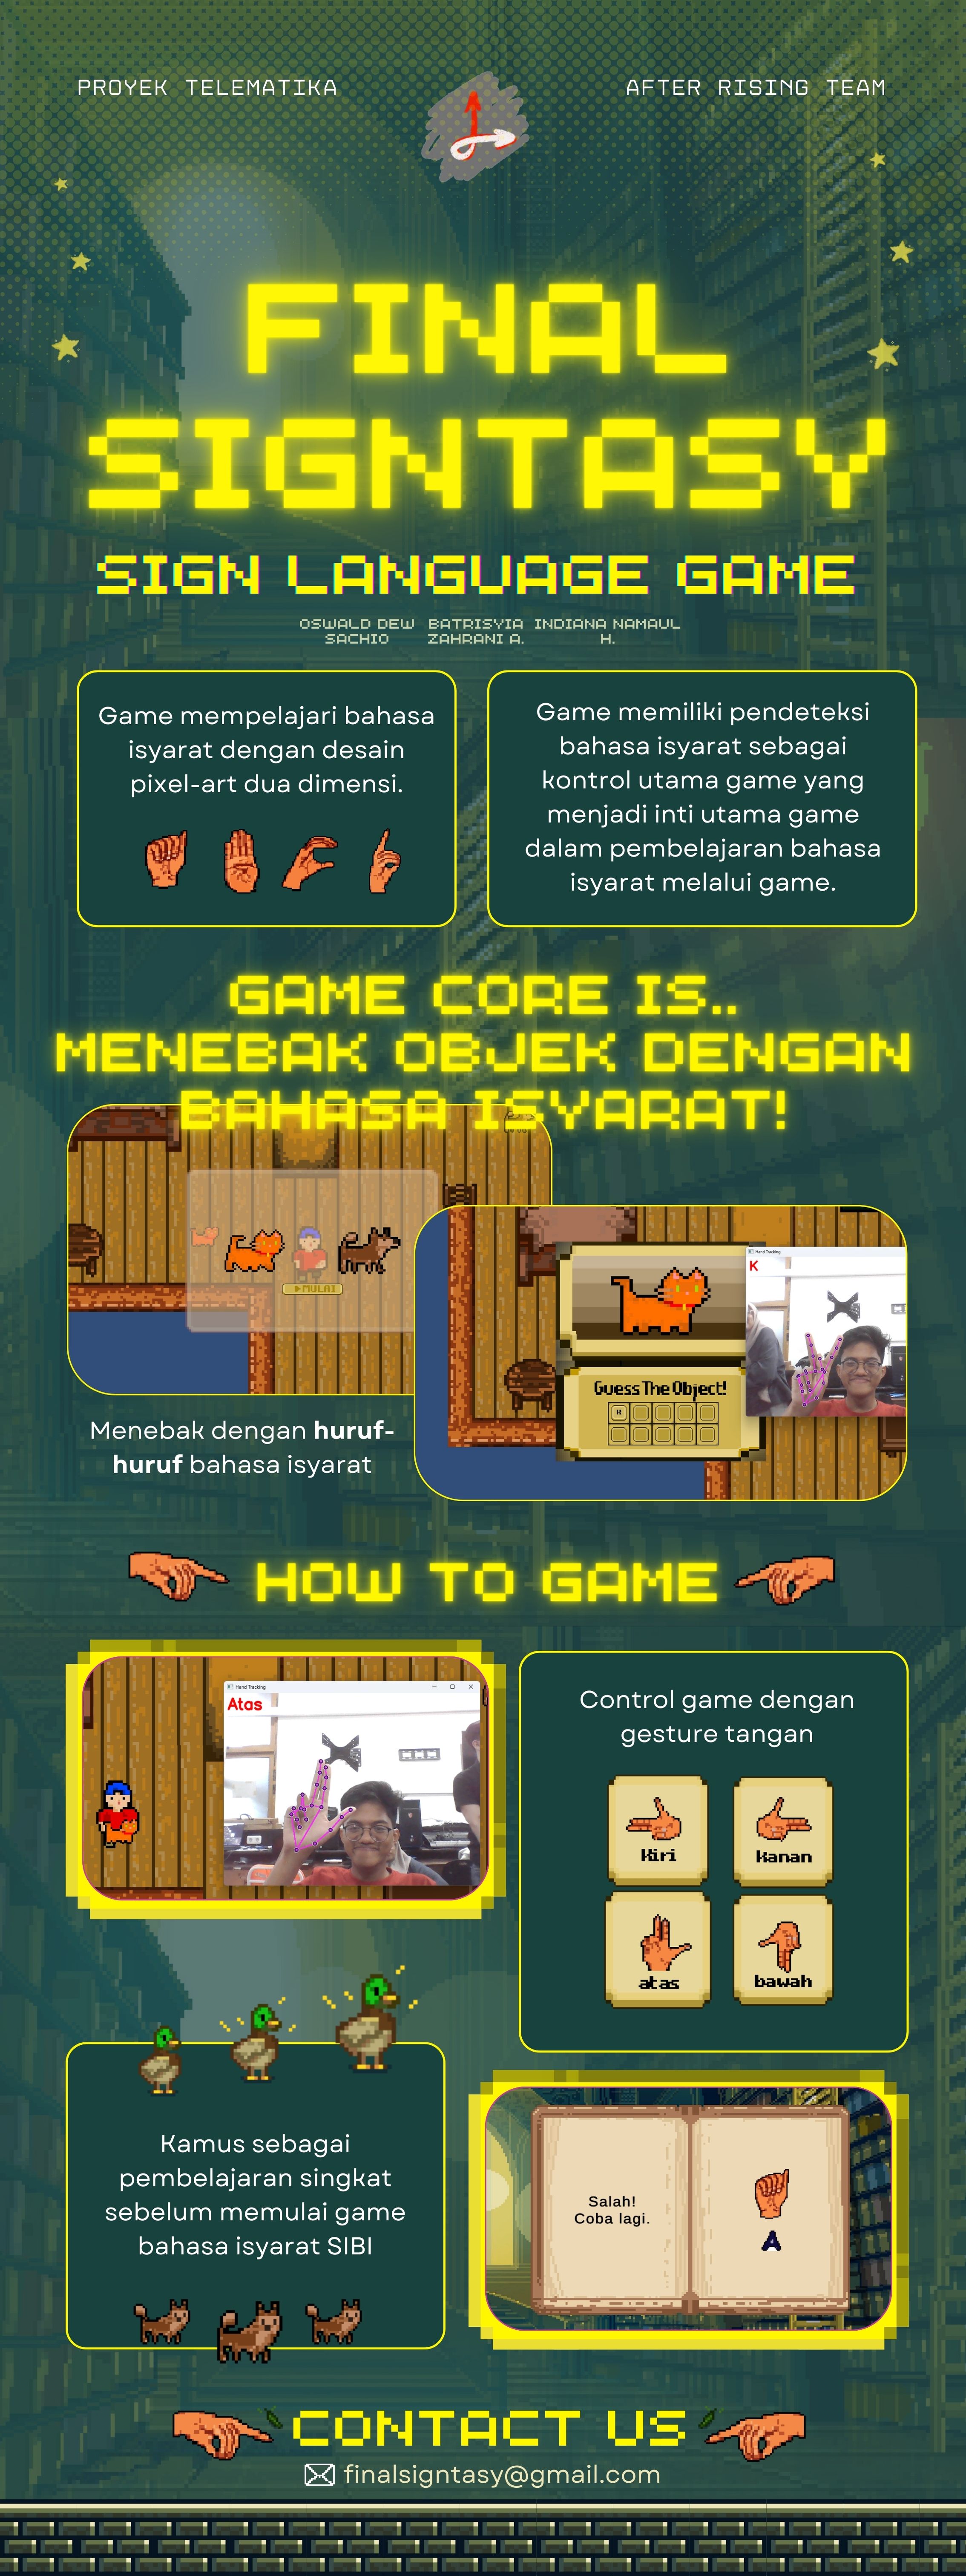 PROYEK TELEMATIKA
AFTER RISING TEAM
FINAL
SIGNTASY
SIGN LANGUAGE GAME
OSWALD DEW
SACHIO
BATRISYIA
ZAHRANI A.
INDIANA NAMAUL
H.
Game mempelajari bahasa
isyarat dengan desain
pixel-art dua dimensi.
Game memiliki pendeteksi
bahasa isyarat sebagai
kontrol utama game yang
menjadi inti utama game
dalam pembelajaran bahasa
isyarat melalui game.
GAME CORE IS..
MENEBAK OBJEK DENGAN
BAHASA ISYARAT!
MULAI
Hand Tracking
K
Guess The Object!
Menebak dengan huruf-
huruf bahasa isyarat
HOW TO GAME
Hand Tracking
Atas
Control game dengan
gesture tangan
Kiri
Kanan
atas
bawah
Kamus sebagai
pembelajaran singkat
sebelum memulai game
bahasa isyarat SIBI
Salah!
Coba lagi.
A
CONTACT US
finalsigntasy@gmail.com